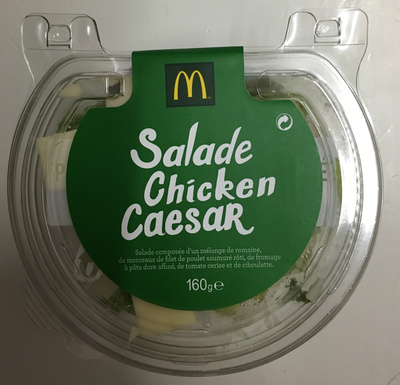 M
Salade
Chicken
CAESAR
Salade composée d'un mélange de romaine,
de morceaux de filet de poulet saumuré rôti, de fromage
à pâte dure affiné, de tomate cerise et de ciboulette.
160g℮